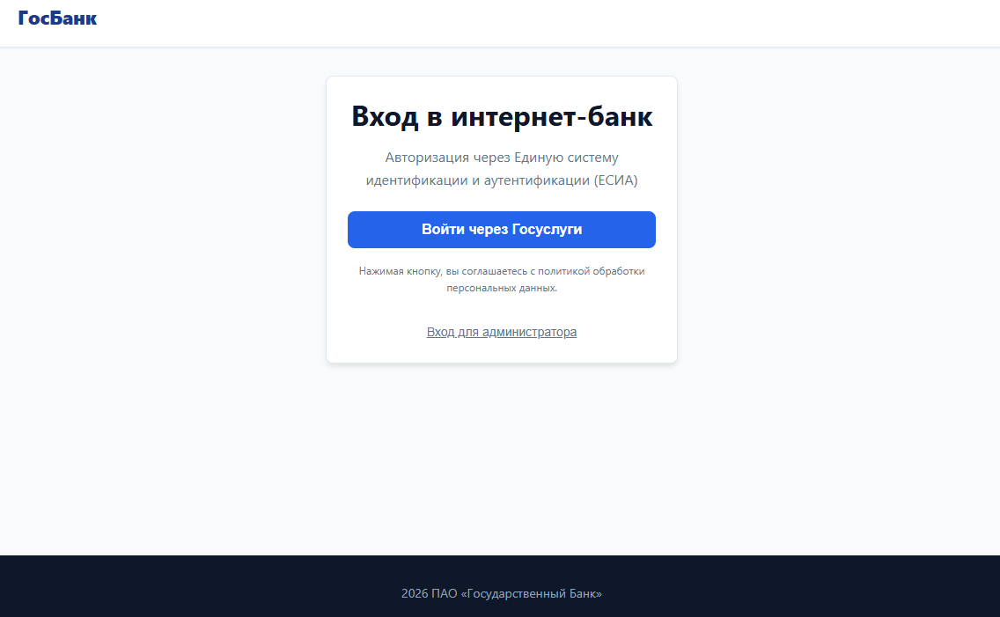 ГосБанк
Вход в интернет-банк
Авторизация через Единую систему
идентификации и аутентификации (ЕСИА)
Войти через Госуслуги
Нажимая кнопку, вы соглашаетесь с политикой обработки
персональных данных.
Вход для администратора
2026 ПАО «Государственный Банк»